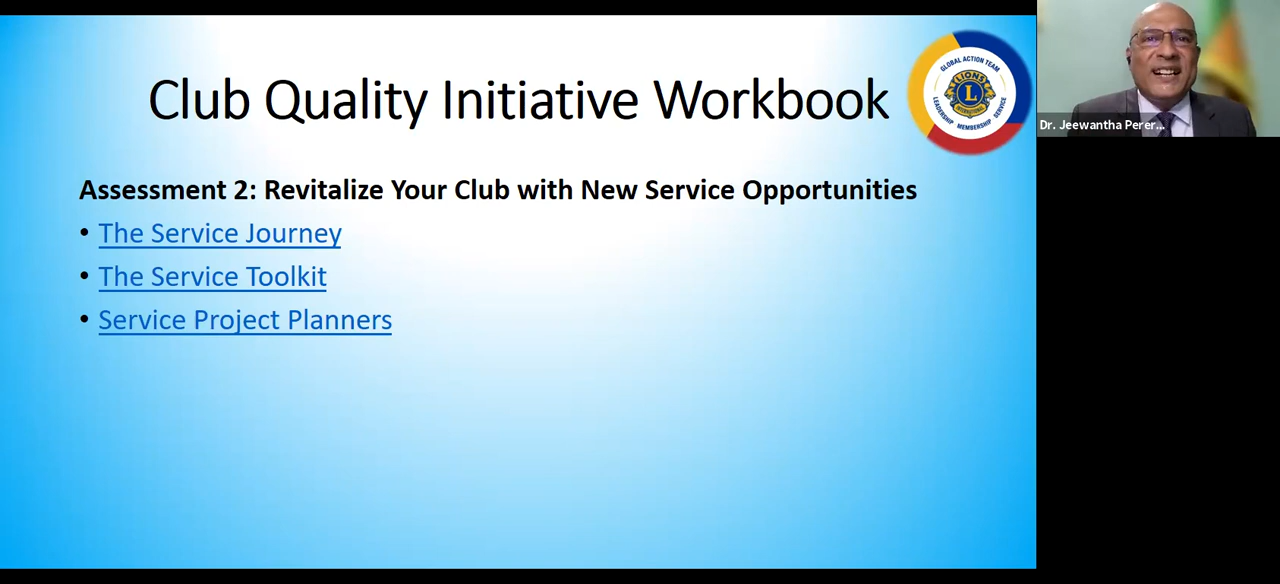 Club Quality Initiative Workbook
GLOBAL ACTION TEAM
LIONS
L
INTERNATIONAL
LEADERSHIP MEMBERSHIP SERVICE
Dr. Jeewantha Perer...
Assessment 2: Revitalize Your Club with New Service Opportunities
• The Service Journey
• The Service Toolkit
• Service Project Planners